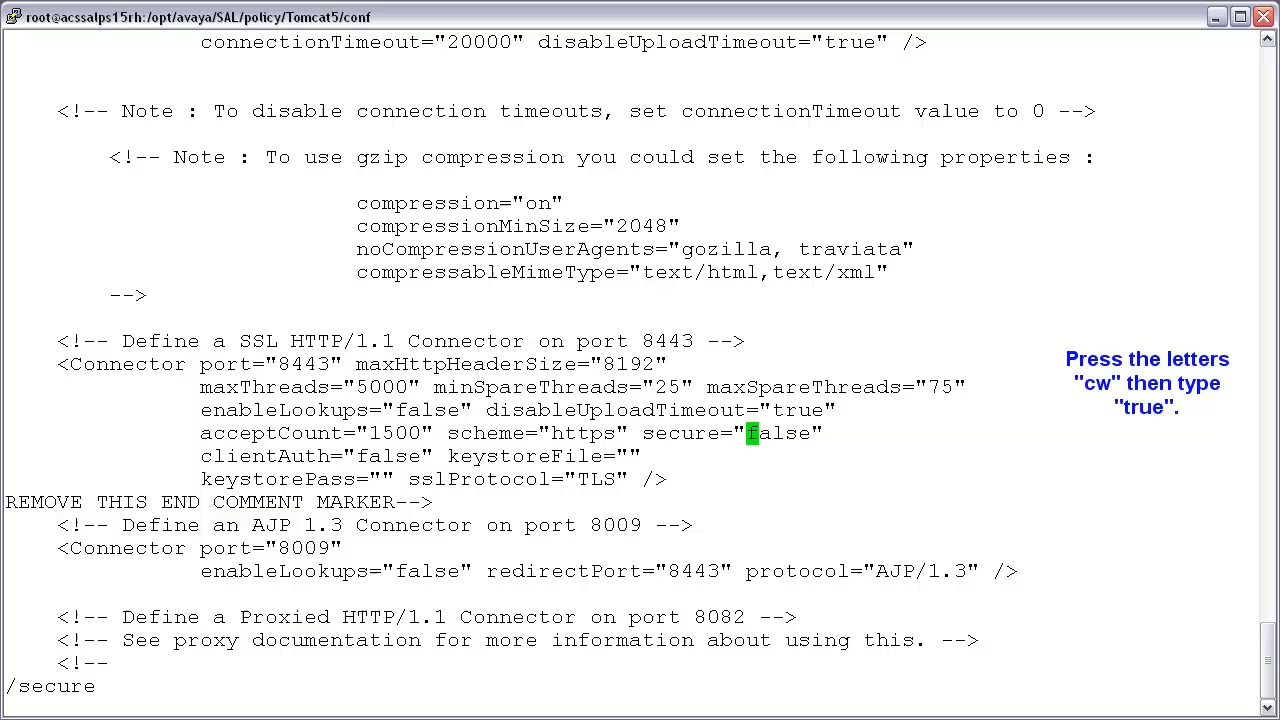 root@acssalps15rh:/opt/avaya/SAL/policy/Tomcat5/conf
connectionTimeout="20000" disableUploadTimeout="true" />
<!-- Note : To disable connection timeouts, set connectionTimeout value to 0 -->
<!-- Note : To use gzip compression you could set the following properties :
compression="on"
compressionMinSize="2048"
noCompressionUserAgents="gozilla, traviata"
compressableMimeType="text/html,text/xml"
-->
<!-- Define a SSL HTTP/1.1 Connector on port 8443 -->
<Connector port="8443" maxHttpHeaderSize="8192"
maxThreads="5000" minSpareThreads="25" maxSpareThreads="75"
enableLookups="false" disableUploadTimeout="true"
acceptCount="1500" scheme="https" secure="false"
clientAuth="false" keystoreFile=""
keystorePass="" sslProtocol="TLS" />
REMOVE THIS END COMMENT MARKER-->
<!-- Define an AJP 1.3 Connector on port 8009 -->
<Connector port="8009"
enableLookups="false" redirectPort="8443" protocol="AJP/1.3" />
<!-- Define a Proxied HTTP/1.1 Connector on port 8082 -->
<!-- See proxy documentation for more information about using this. -->
<!--
/secure
Press the letters
"cw" then type
"true".